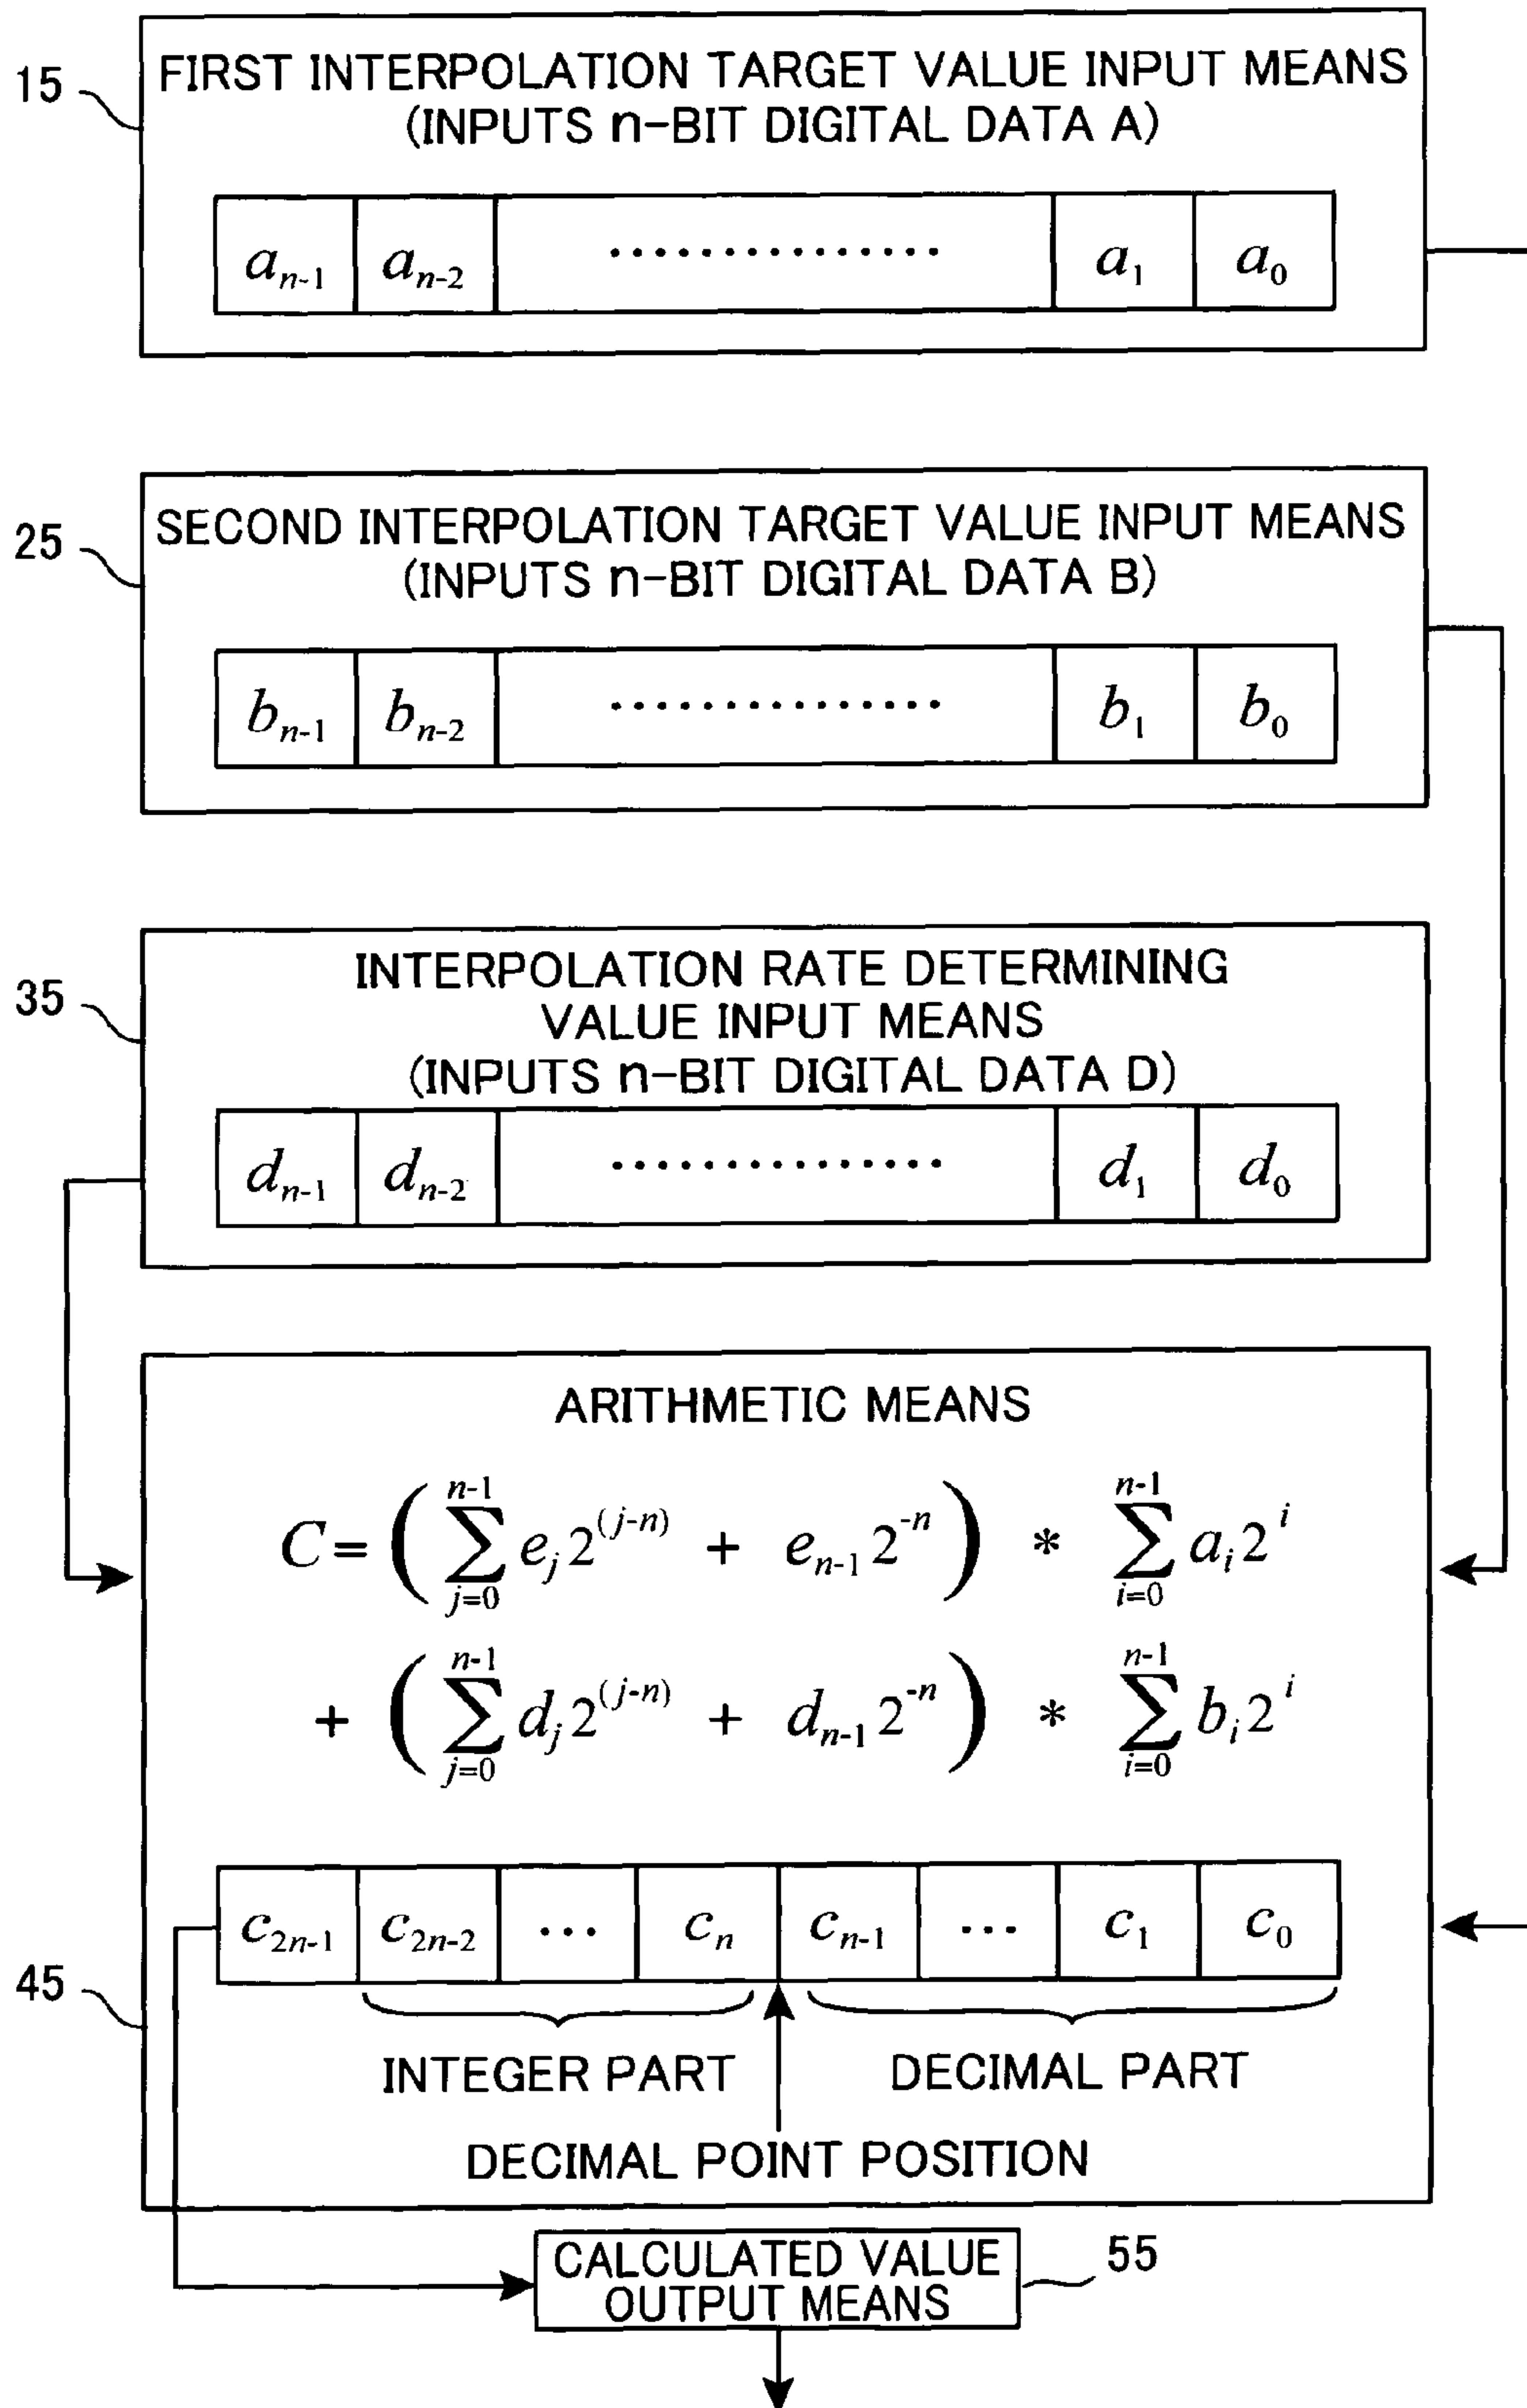 15
FIRST INTERPOLATION TARGET VALUE INPUT MEANS
(INPUTS n-BIT DIGITAL DATA A)
a_{n-1} a_{n-2} ............... a_1 a_0
25
SECOND INTERPOLATION TARGET VALUE INPUT MEANS
(INPUTS n-BIT DIGITAL DATA B)
b_{n-1} b_{n-2} ............... b_1 b_0
35
INTERPOLATION RATE DETERMINING
VALUE INPUT MEANS
(INPUTS n-BIT DIGITAL DATA D)
d_{n-1} d_{n-2} ............... d_1 d_0
ARITHMETIC MEANS
C = ( \sum_{j=0}^{n-1} e_j 2^{(j-n)} + e_{n-1} 2^{-n} ) * \sum_{i=0}^{n-1} a_i 2^i
+ ( \sum_{j=0}^{n-1} d_j 2^{(j-n)} + d_{n-1} 2^{-n} ) * \sum_{i=0}^{n-1} b_i 2^i
c_{2n-1} c_{2n-2} ... c_n c_{n-1} ... c_1 c_0
45
INTEGER PART DECIMAL PART
DECIMAL POINT POSITION
CALCULATED VALUE
OUTPUT MEANS
55